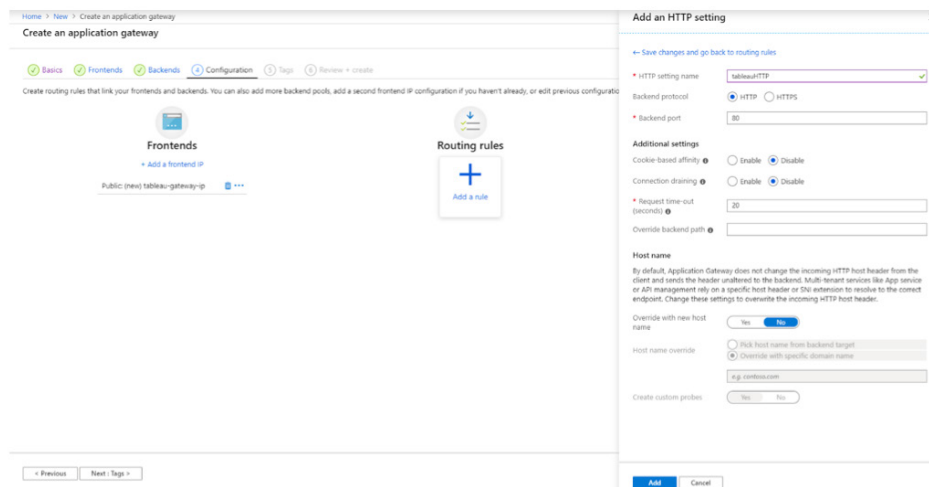 Home > New > Create an application gateway
Create an application gateway
Basics Frontends Backends 4 Configuration 5 Tags 6 Review + create
Create routing rules that link your frontends and backends. You can also add more backend pools, add a second frontend IP configuration if you haven't already, or edit previous configuratio
Frontends
+ Add a frontend IP
Public: (new) tableau-gateway-ip
Routing rules
Add a rule
< Previous Next : Tags >
Add an HTTP setting
← Save changes and go back to routing rules
* HTTP setting name tableauHTTP
Backend protocol HTTP HTTPS
* Backend port 80
Additional settings
Cookie-based affinity Enable Disable
Connection draining Enable Disable
* Request time-out
(seconds) 20
Override backend path
Host name
By default, Application Gateway does not change the incoming HTTP host header from the
client and sends the header unaltered to the backend. Multi-tenant services like App service
or API management rely on a specific host header or SNI extension to resolve to the correct
endpoint. Change these settings to overwrite the incoming HTTP host header.
Override with new host
name Yes No
Host name override Pick host name from backend target
Override with specific domain name
e.g. contoso.com
Create custom probes Yes No
Add Cancel